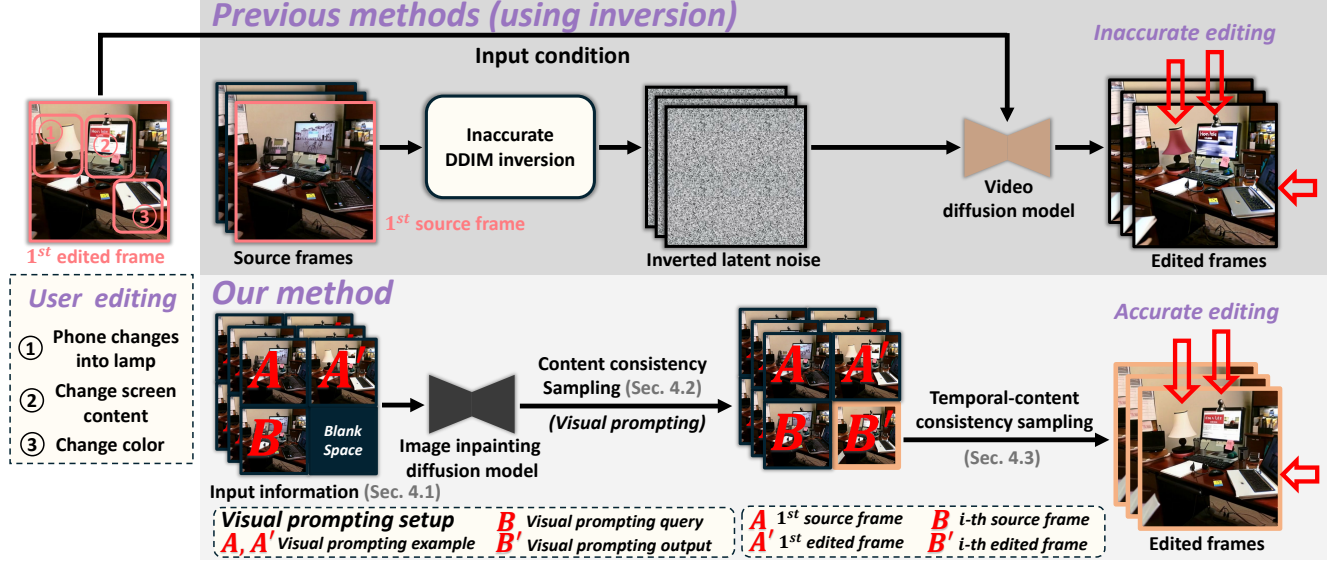 Previous methods (using inversion)
Input condition
Inaccurate editing
1
2
3
1st edited frame
Source frames
1st source frame
Inaccurate
DDIM inversion
Inverted latent noise
Video
diffusion model
Edited frames
User editing
① Phone changes
into lamp
② Change screen
content
③ Change color
Our method
A A'
B Blank
Space
Input information (Sec. 4.1)
Image inpainting
diffusion model
Content consistency
Sampling (Sec. 4.2)
(Visual prompting)
A A'
B B'
Temporal-content
consistency sampling
(Sec. 4.3)
Accurate editing
Edited frames
Visual prompting setup
A, A' Visual prompting example
B Visual prompting query
B' Visual prompting output
A 1st source frame
A' 1st edited frame
B i-th source frame
B' i-th edited frame